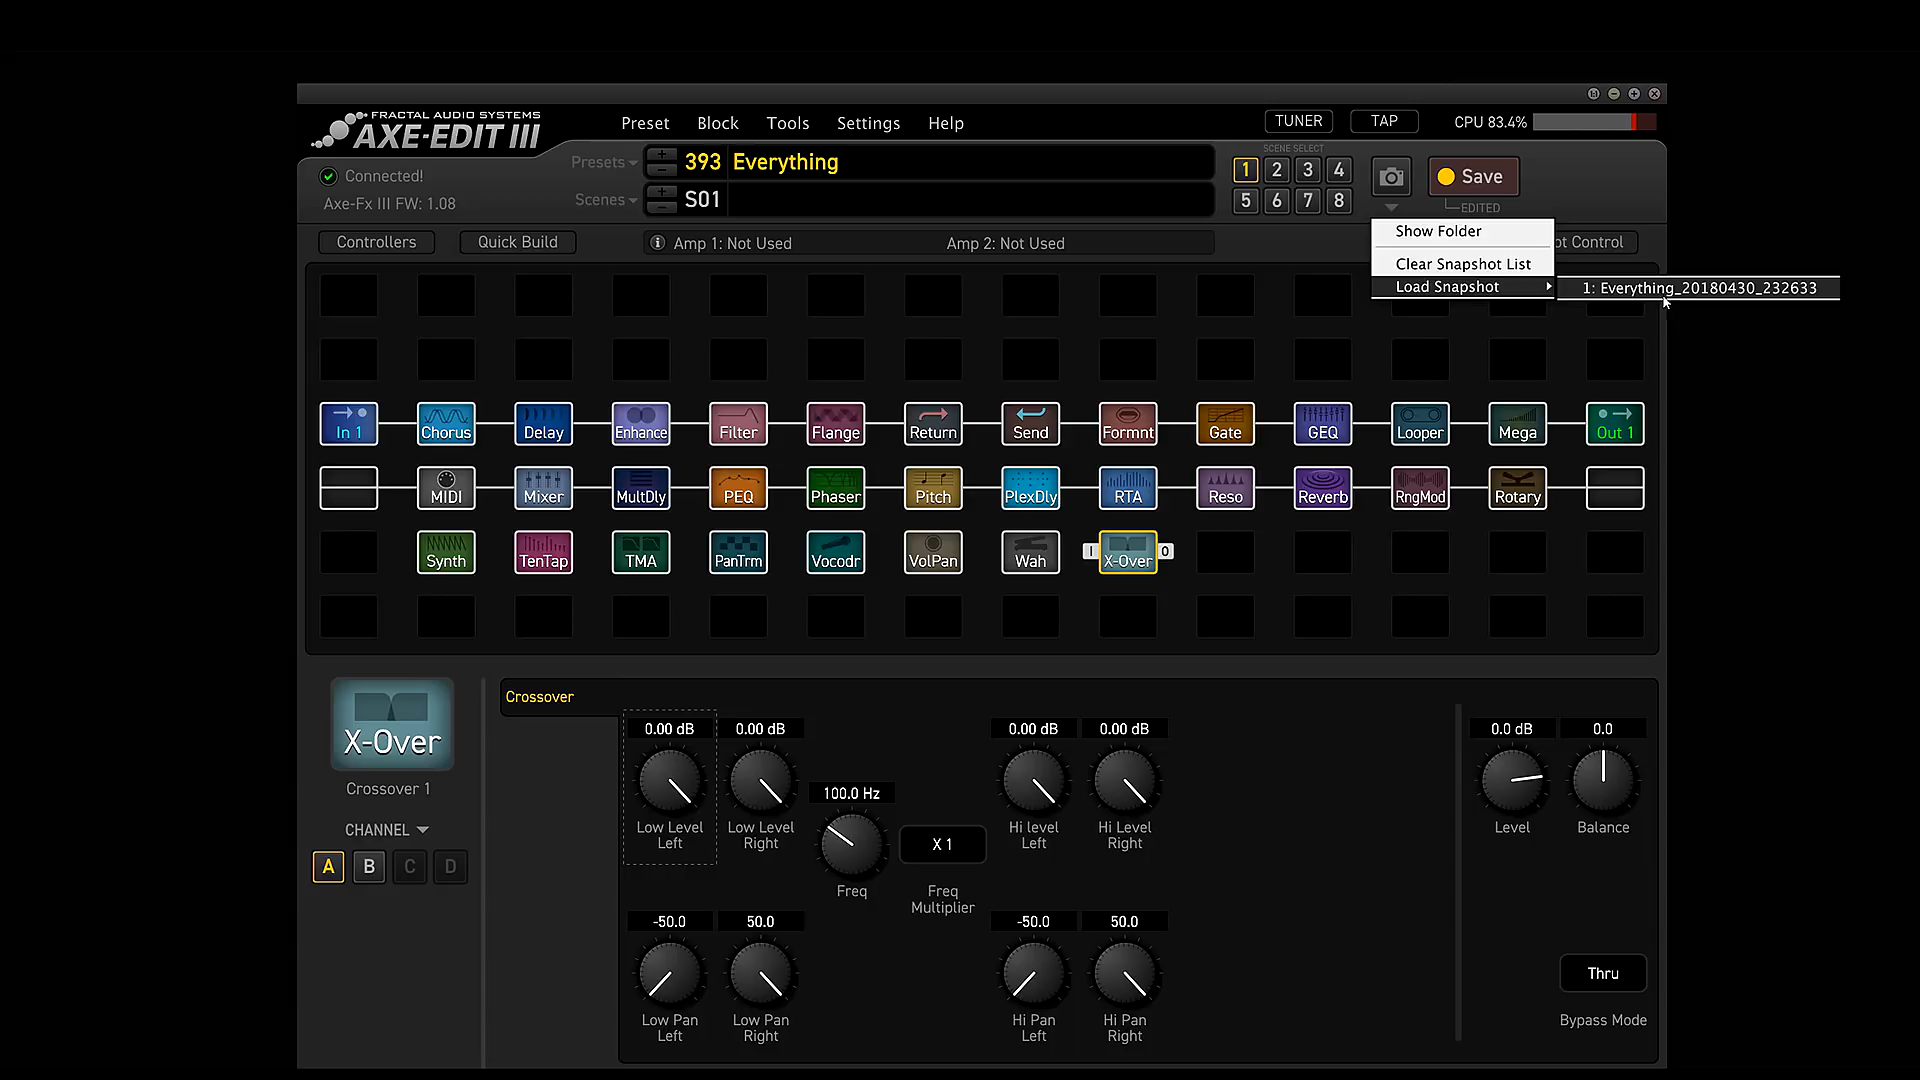 FRACTAL AUDIO SYSTEMS
AXE-EDIT III
Preset Block Tools Settings Help
TUNER TAP CPU 83.4%
Connected!
Axe-Fx III FW: 1.08
Presets 393 Everything
Scenes S01
SCENE SELECT
1 2 3 4
5 6 7 8
Save
EDITED
Controllers Quick Build
Amp 1: Not Used Amp 2: Not Used
ot Control
Show Folder
Clear Snapshot List
Load Snapshot
1: Everything_20180430_232633
In 1 Chorus Delay Enhance Filter Flange Return Send Formnt Gate GEQ Looper Mega Out 1
MIDI Mixer MultDly PEQ Phaser Pitch PlexDly RTA Reso Reverb RngMod Rotary
Synth TenTap TMA PanTrm Vocodr VolPan Wah I X-Over O
X-Over
Crossover 1
CHANNEL
A B C D
Crossover
0.00 dB 0.00 dB 0.00 dB 0.00 dB 0.0 dB 0.0
Low Level Left
Low Level Right
100.0 Hz
Freq
X 1
Freq Multiplier
Hi level Left
Hi Level Right
Level
Balance
-50.0 50.0 -50.0 50.0
Low Pan Left
Low Pan Right
Hi Pan Left
Hi Pan Right
Thru
Bypass Mode